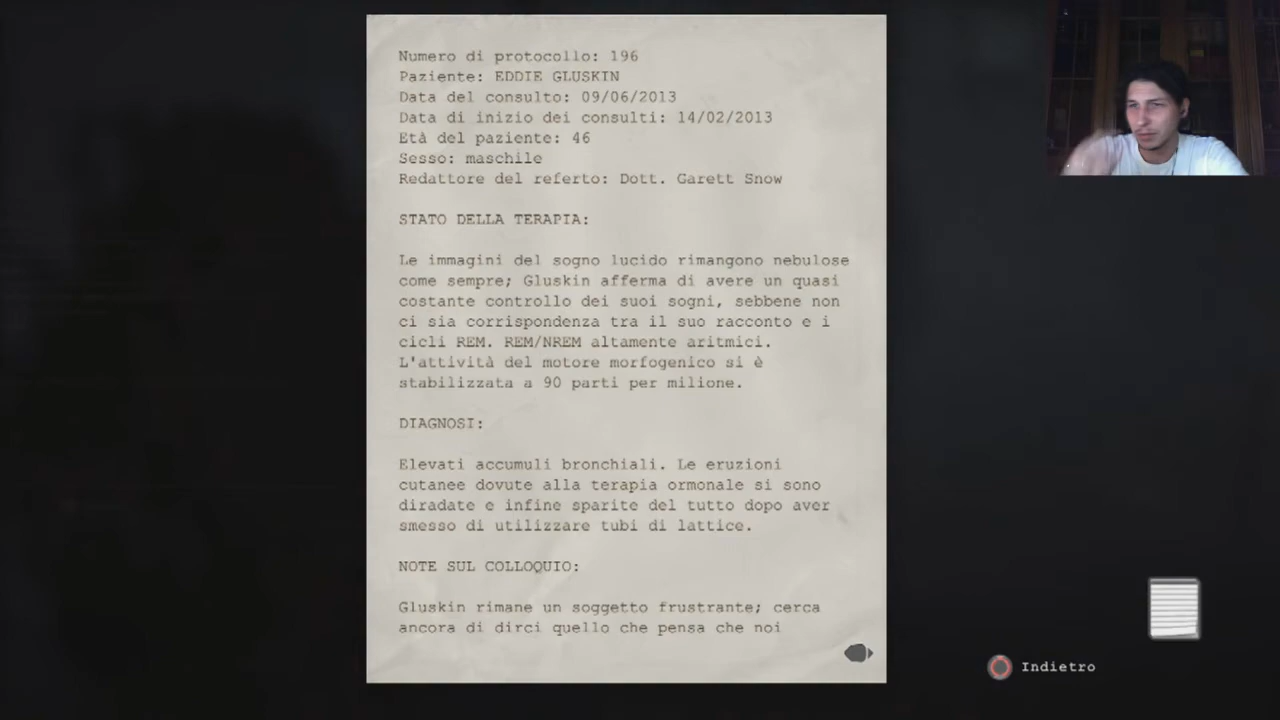 Numero di protocollo: 196
Paziente: EDDIE GLUSKIN
Data del consulto: 09/06/2013
Data di inizio dei consulti: 14/02/2013
Età del paziente: 46
Sesso: maschile
Redattore del referto: Dott. Garett Snow
STATO DELLA TERAPIA:
Le immagini del sogno lucido rimangono nebulose
come sempre; Gluskin afferma di avere un quasi
costante controllo dei suoi sogni, sebbene non
ci sia corrispondenza tra il suo racconto e i
cicli REM. REM/NREM altamente aritmici.
L'attività del motore morfogenico si è
stabilizzata a 90 parti per milione.
DIAGNOSI:
Elevati accumuli bronchiali. Le eruzioni
cutanee dovute alla terapia ormonale si sono
diradate e infine sparite del tutto dopo aver
smesso di utilizzare tubi di lattice.
NOTE SUL COLLOQUIO:
Gluskin rimane un soggetto frustrante; cerca
ancora di dirci quello che pensa che noi
Indietro